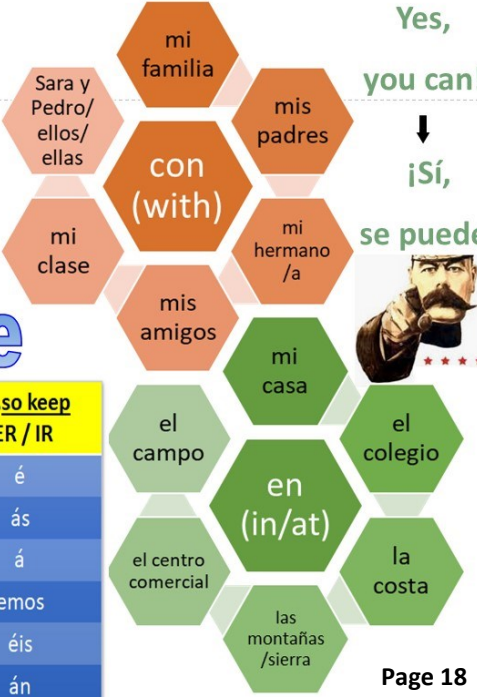 Yes,
you can
¡Sí,
se puede
mi
familia
Sara y
Pedro/
ellos/
ellas
mis
padres
con
(with)
mi
clase
mi
hermano
/a
mis
amigos
mi
casa
el
campo
el
colegio
en
(in/at)
el centro
comercial
la
costa
las
montañas
/sierra
so keep
ER / IR
é
ás
á
emos
éis
án
Page 18